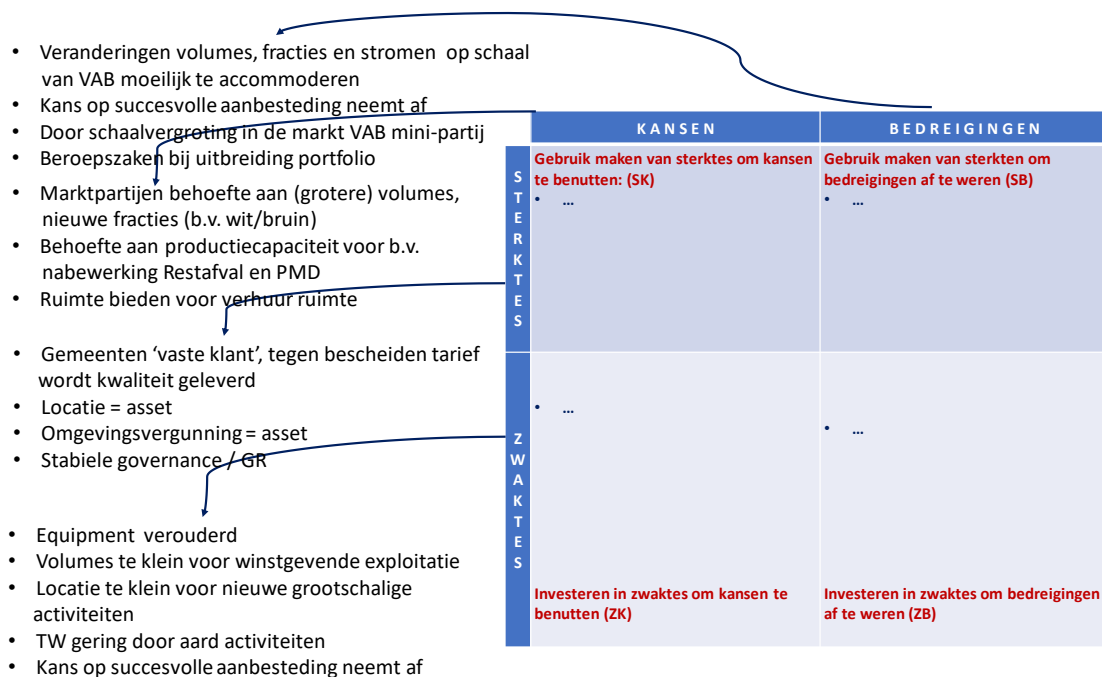 • Veranderingen volumes, fracties en stromen op schaal
van VAB moeilijk te accommoderen
• Kans op succesvolle aanbesteding neemt af
• Door schaalvergroting in de markt VAB mini-partij
• Beroepszaken bij uitbreiding portfolio
• Marktpartijen behoefte aan (grotere) volumes,
nieuwe fracties (b.v. wit/bruin)
• Behoefte aan productiecapaciteit voor b.v.
nabewerking Restafval en PMD
• Ruimte bieden voor verhuur ruimte
• Gemeenten ‘vaste klant’, tegen bescheiden tarief
wordt kwaliteit geleverd
• Locatie = asset
• Omgevingsvergunning = asset
• Stabiele governance / GR
• Equipment verouderd
• Volumes te klein voor winstgevende exploitatie
• Locatie te klein voor nieuwe grootschalige
activiteiten
• TW gering door aard activiteiten
• Kans op succesvolle aanbesteding neemt af
KANSEN
BEDREIGINGEN
STERKTES
Gebruik maken van sterktes om kansen
te benutten: (SK)
• ...
Gebruik maken van sterkten om
bedreigingen af te weren (SB)
• ...
ZWAKTES
• ...
Investeren in zwaktes om kansen te
benutten (ZK)
• ...
Investeren in zwaktes om bedreigingen
af te weren (ZB)